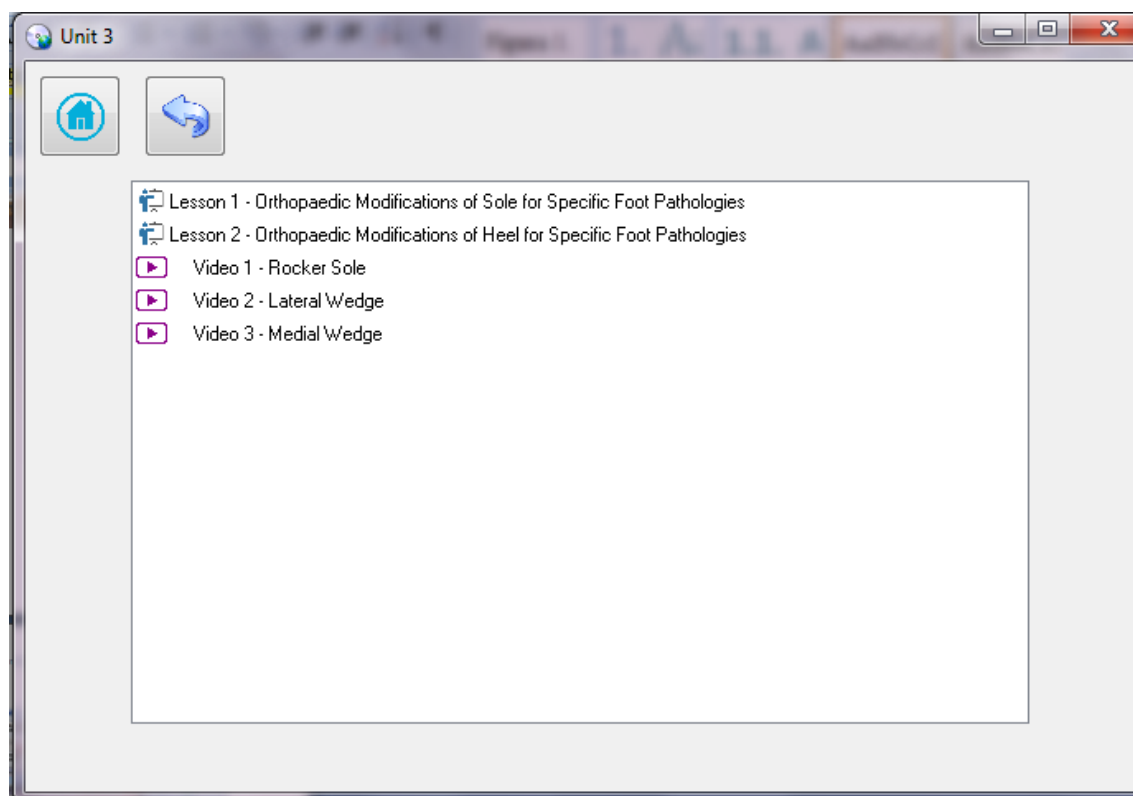 Unit 3
Lesson 1 - Orthopaedic Modifications of Sole for Specific Foot Pathologies
Lesson 2 - Orthopaedic Modifications of Heel for Specific Foot Pathologies
Video 1 - Rocker Sole
Video 2 - Lateral Wedge
Video 3 - Medial Wedge